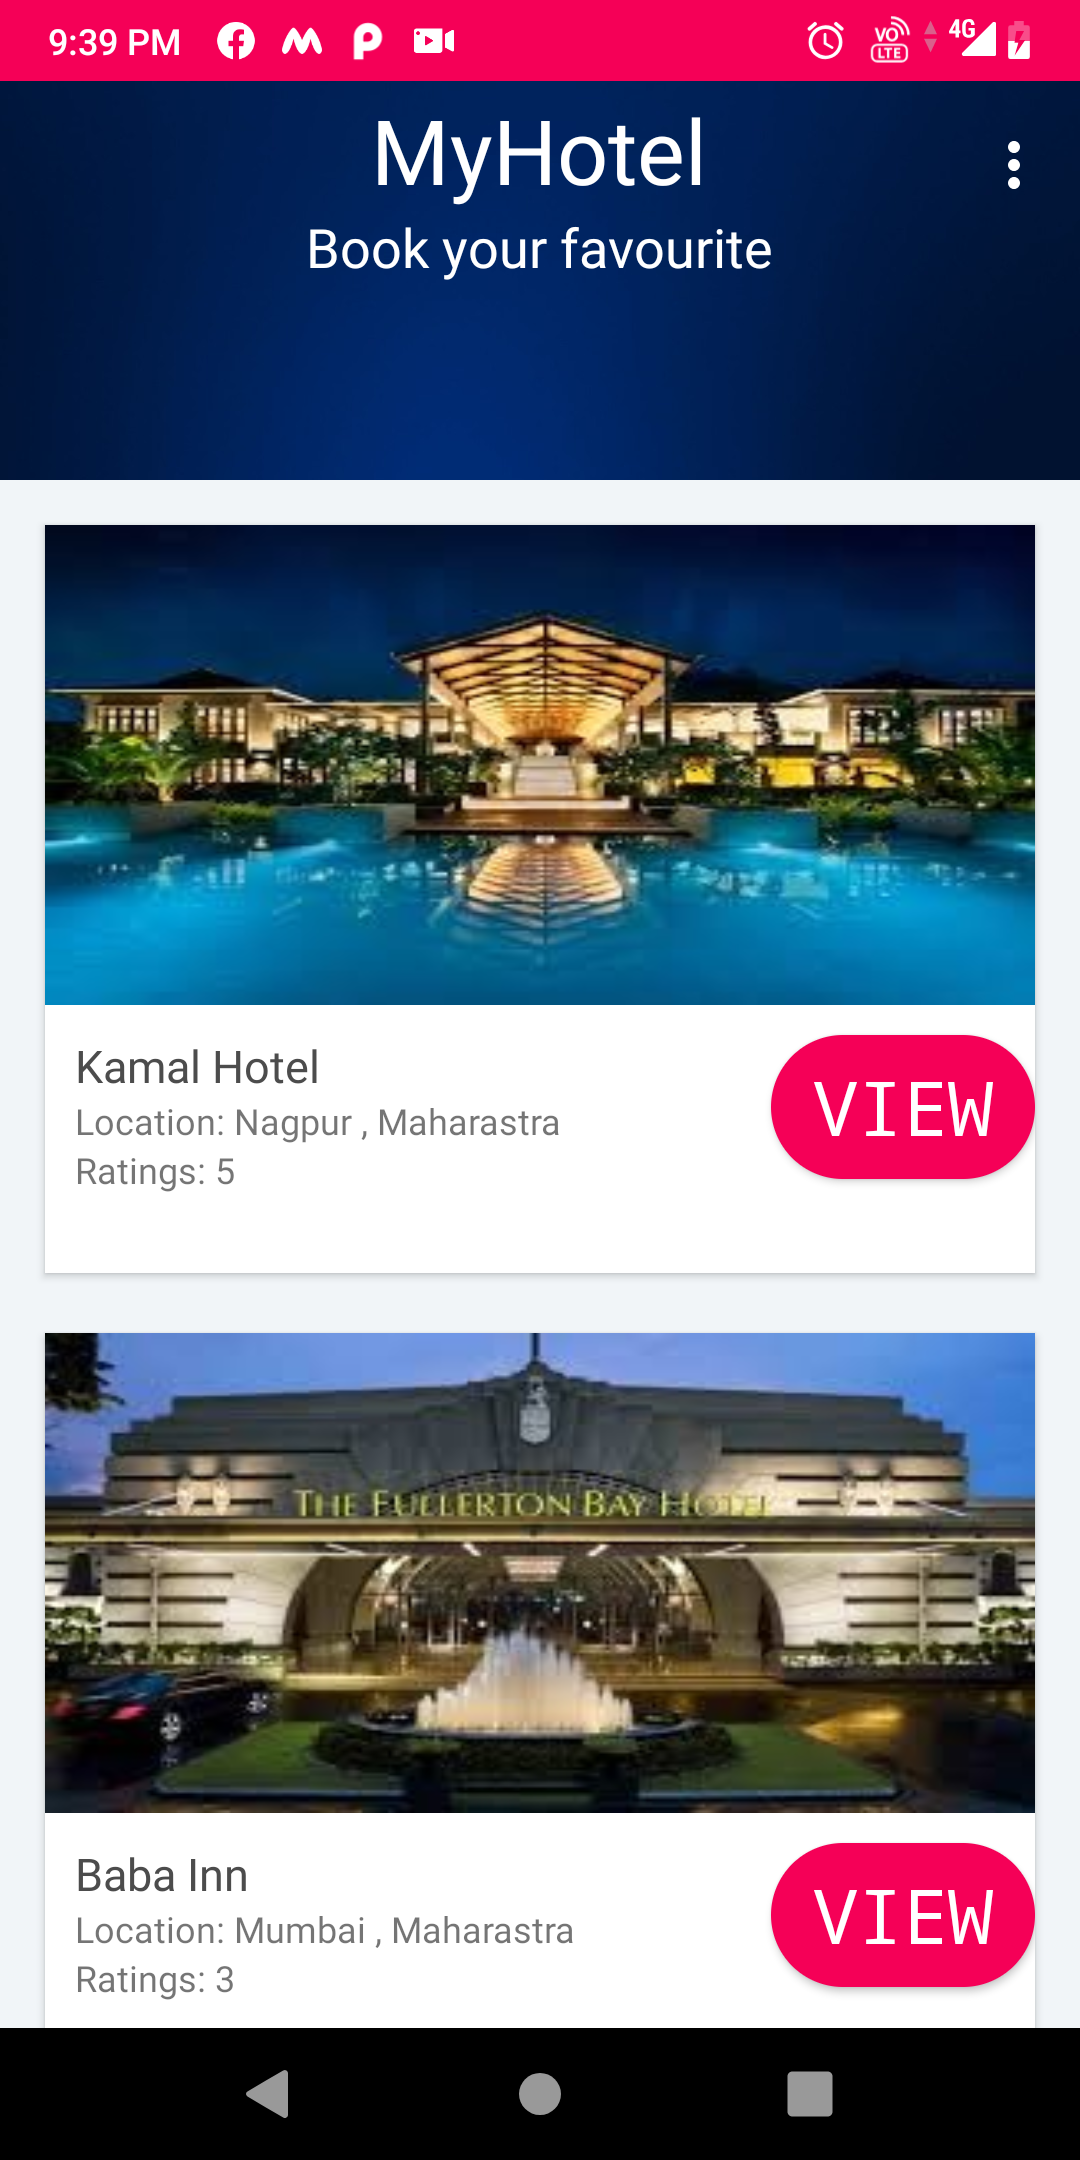 9:39 PM
VO LTE 4G
MyHotel
Book your favourite
Kamal Hotel
Location: Nagpur , Maharastra
Ratings: 5
VIEW
THE FULLERTON BAY HOTEL
Baba Inn
Location: Mumbai , Maharastra
Ratings: 3
VIEW